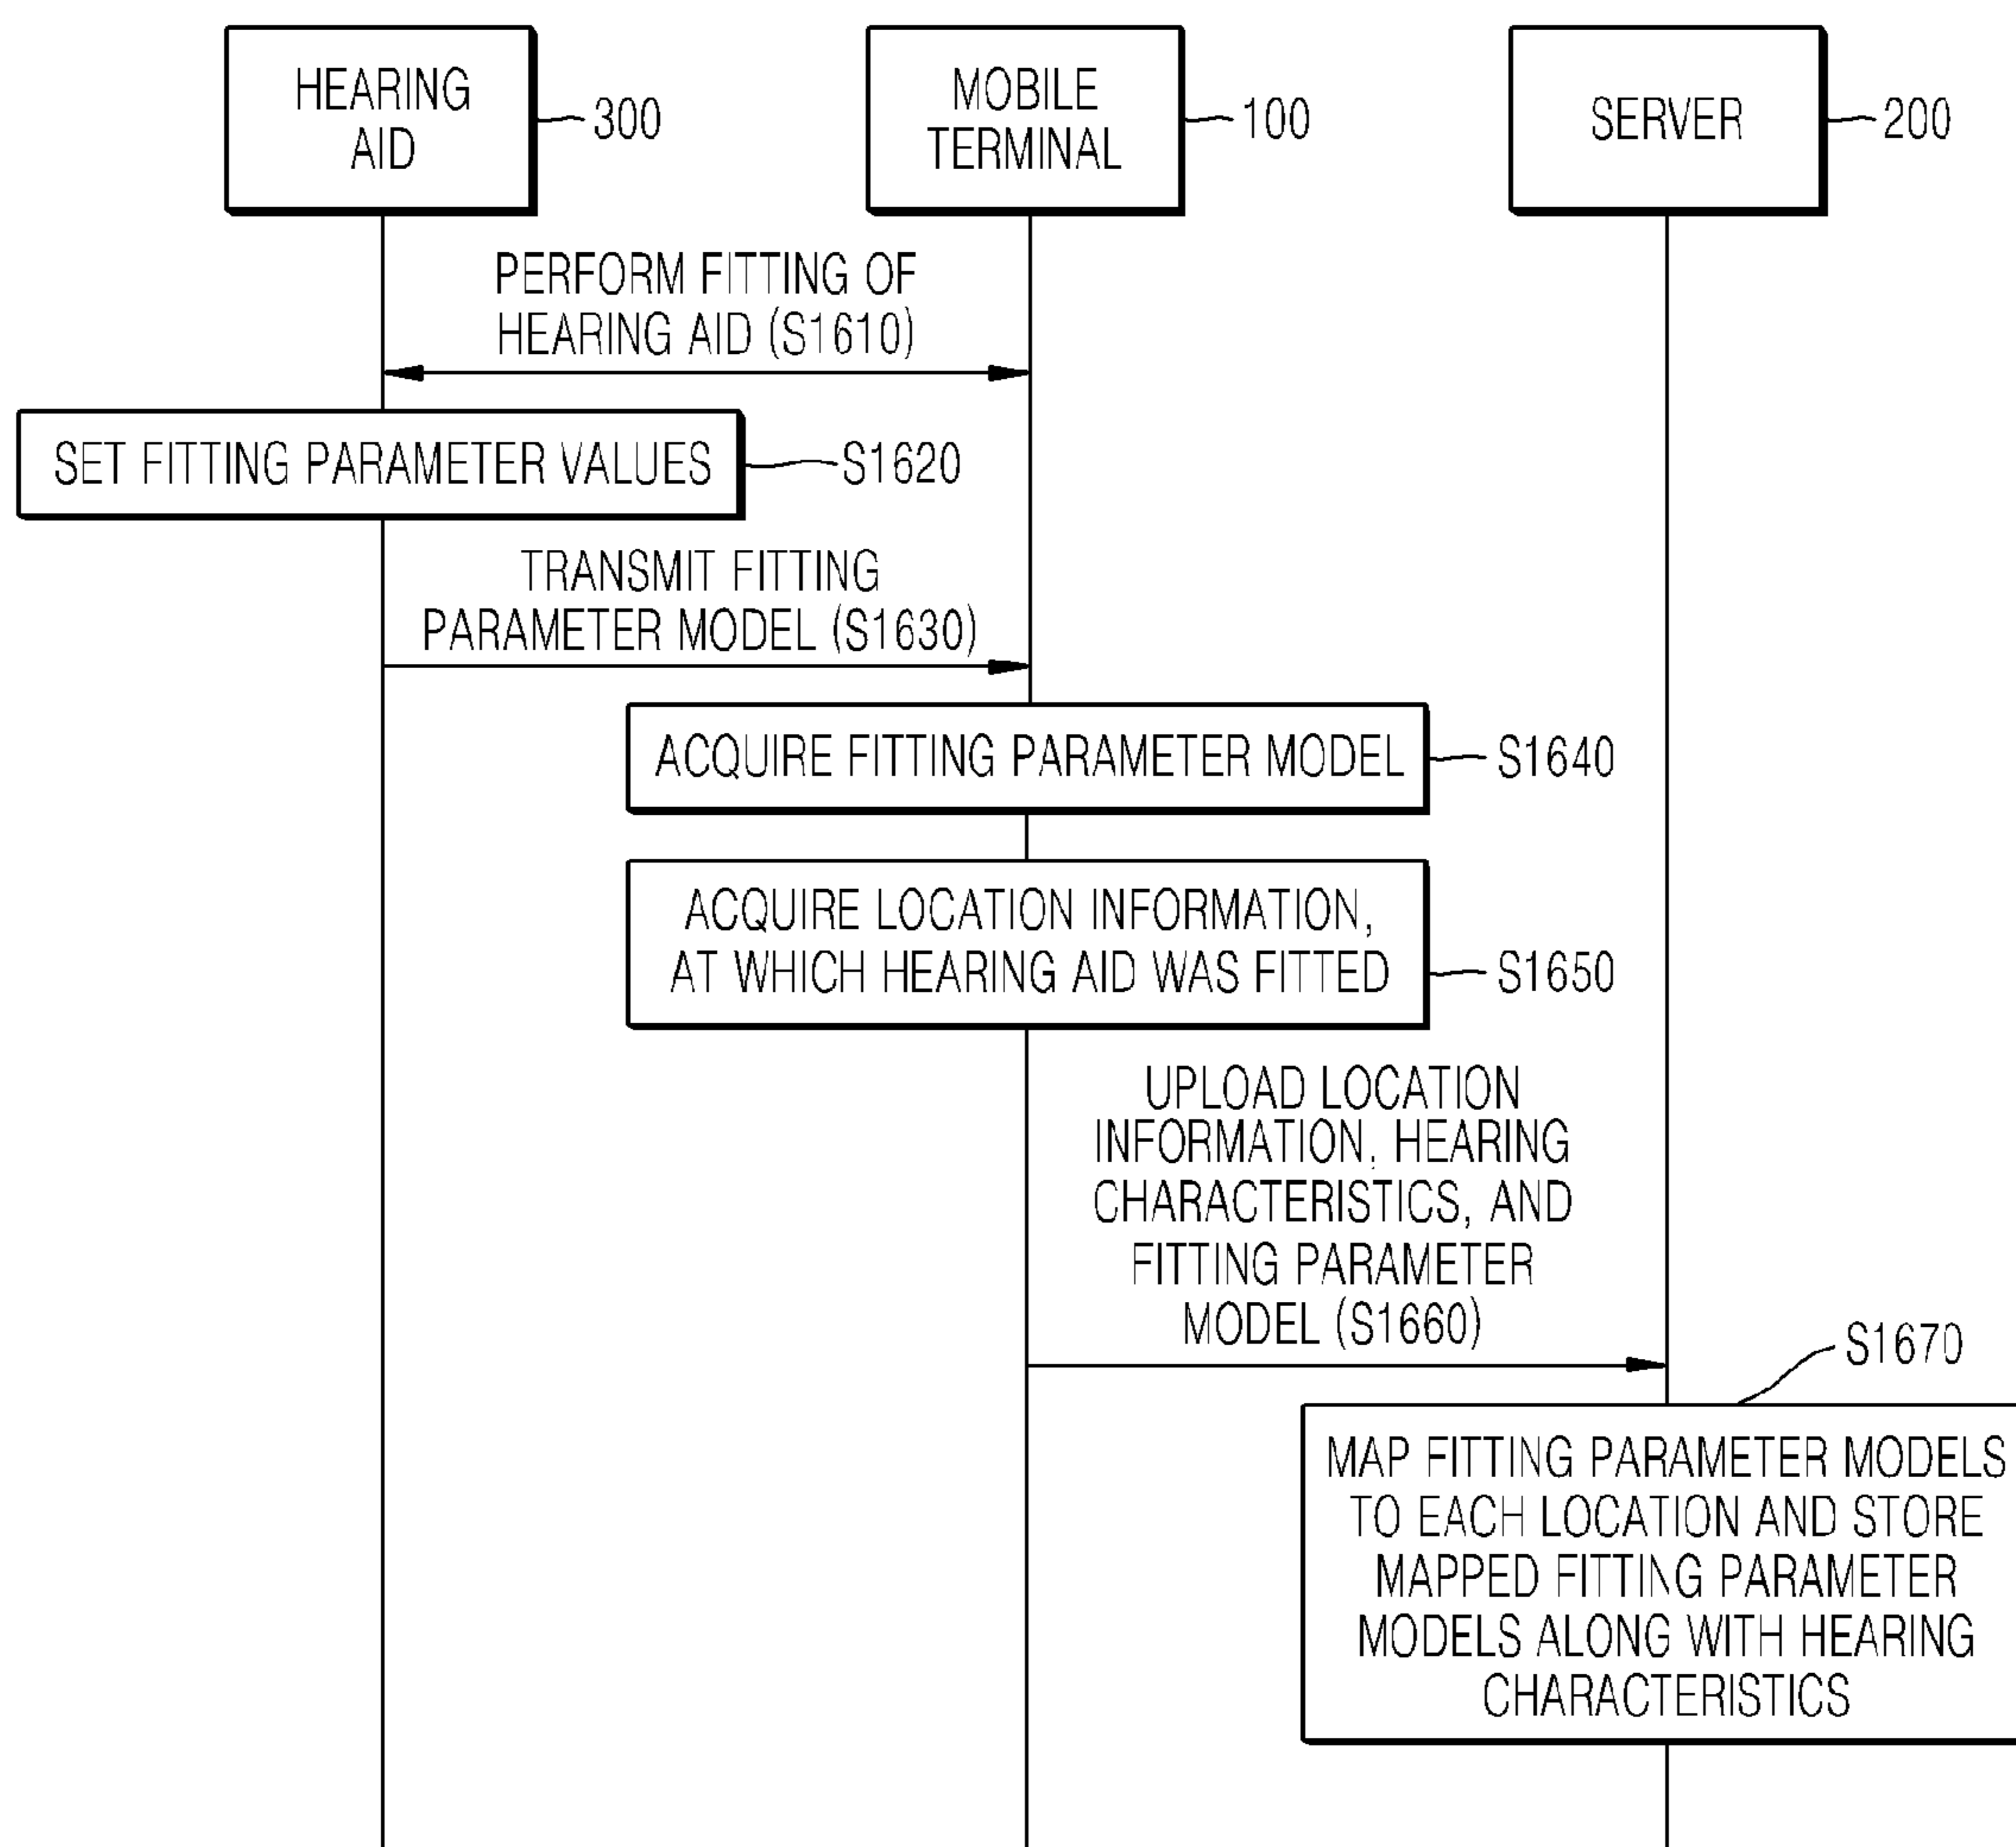 HEARING
AID
300
MOBILE
TERMINAL
100
SERVER
200
PERFORM FITTING OF
HEARING AID (S1610)
SET FITTING PARAMETER VALUES
S1620
TRANSMIT FITTING
PARAMETER MODEL (S1630)
ACQUIRE FITTING PARAMETER MODEL
S1640
ACQUIRE LOCATION INFORMATION,
AT WHICH HEARING AID WAS FITTED
S1650
UPLOAD LOCATION
INFORMATION, HEARING
CHARACTERISTICS, AND
FITTING PARAMETER
MODEL (S1660)
S1670
MAP FITTING PARAMETER MODELS
TO EACH LOCATION AND STORE
MAPPED FITTING PARAMETER
MODELS ALONG WITH HEARING
CHARACTERISTICS